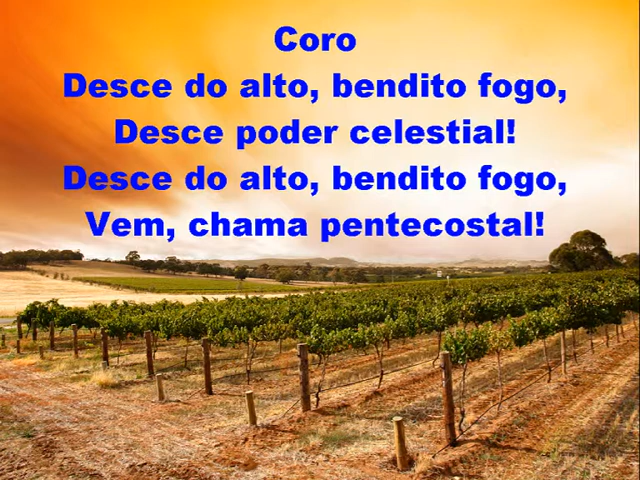 Coro
Desce do alto, bendito fogo,
Desce poder celestial!
Desce do alto, bendito fogo,
Vem, chama pentecostal!